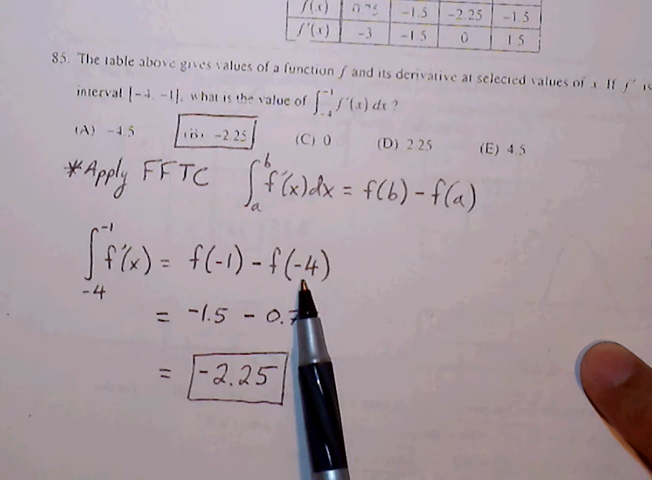 f(x) 0.75 -1.5 -2.25 -1.5
f'(x) -3 -1.5 0 1.5
85. The table above gives values of a function f and its derivative at selected values of x. If f' is
interval [-4, -1], what is the value of ∫_{-4}^{-1} f'(x) dx ?
(A) -4.5 (B) -2.25 (C) 0 (D) 2.25 (E) 4.5
*Apply FFTC ∫_a^b f'(x)dx = f(b) - f(a)
∫_{-4}^{-1} f'(x) = f(-1) - f(-4)
= -1.5 - 0.7
= -2.25